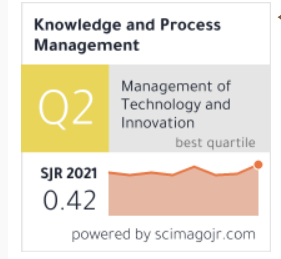 Knowledge and Process
Management
Q2
Management of
Technology and
Innovation
best quartile
SJR 2021
0.42
powered by scimagojr.com